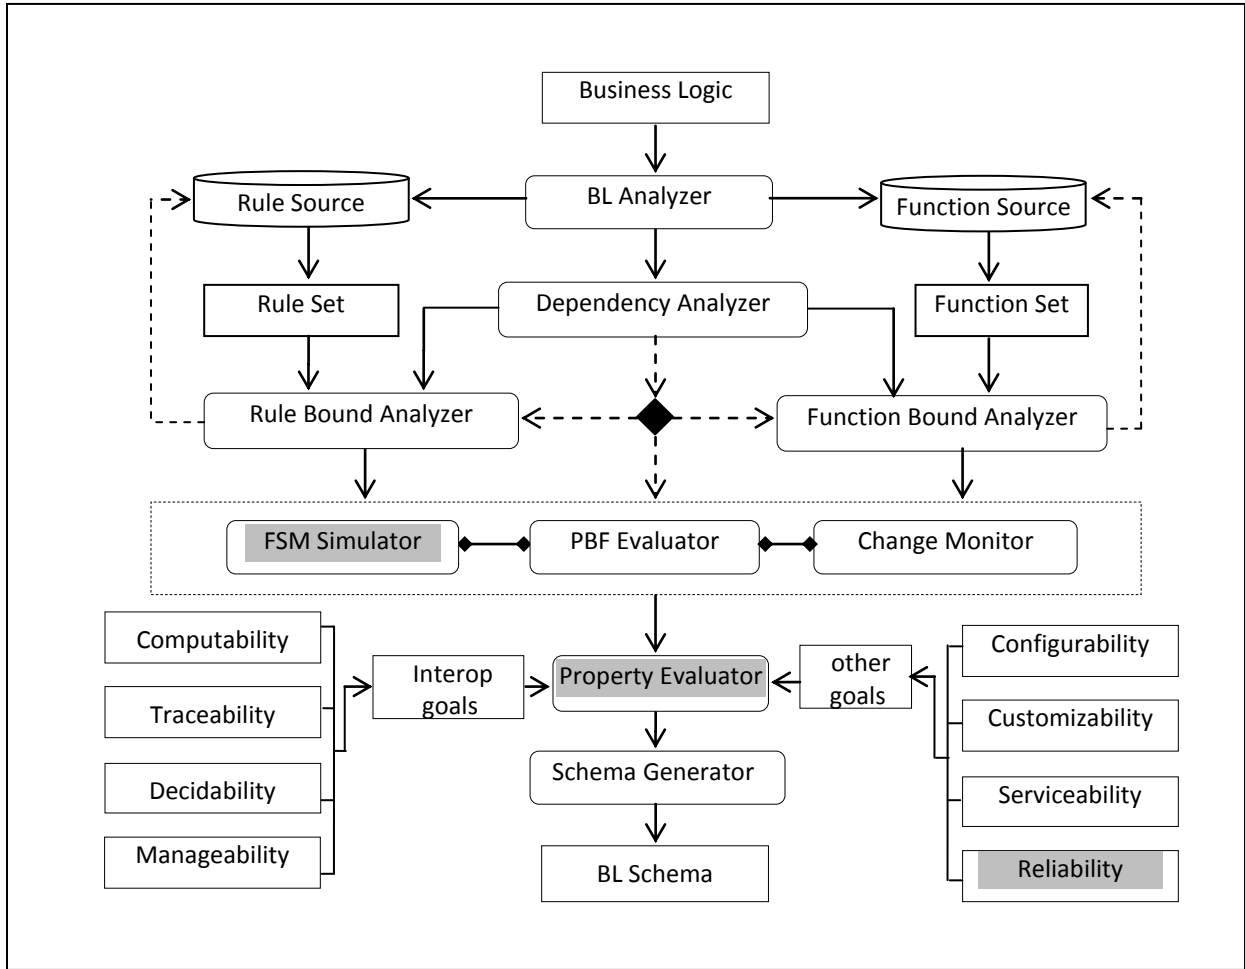 Business Logic
Rule Source
BL Analyzer
Function Source
Rule Set
Dependency Analyzer
Function Set
Rule Bound Analyzer
Function Bound Analyzer
FSM Simulator
PBF Evaluator
Change Monitor
Computability
Traceability
Decidability
Manageability
Interop
goals
Property Evaluator
other
goals
Configurability
Customizability
Serviceability
Reliability
Schema Generator
BL Schema